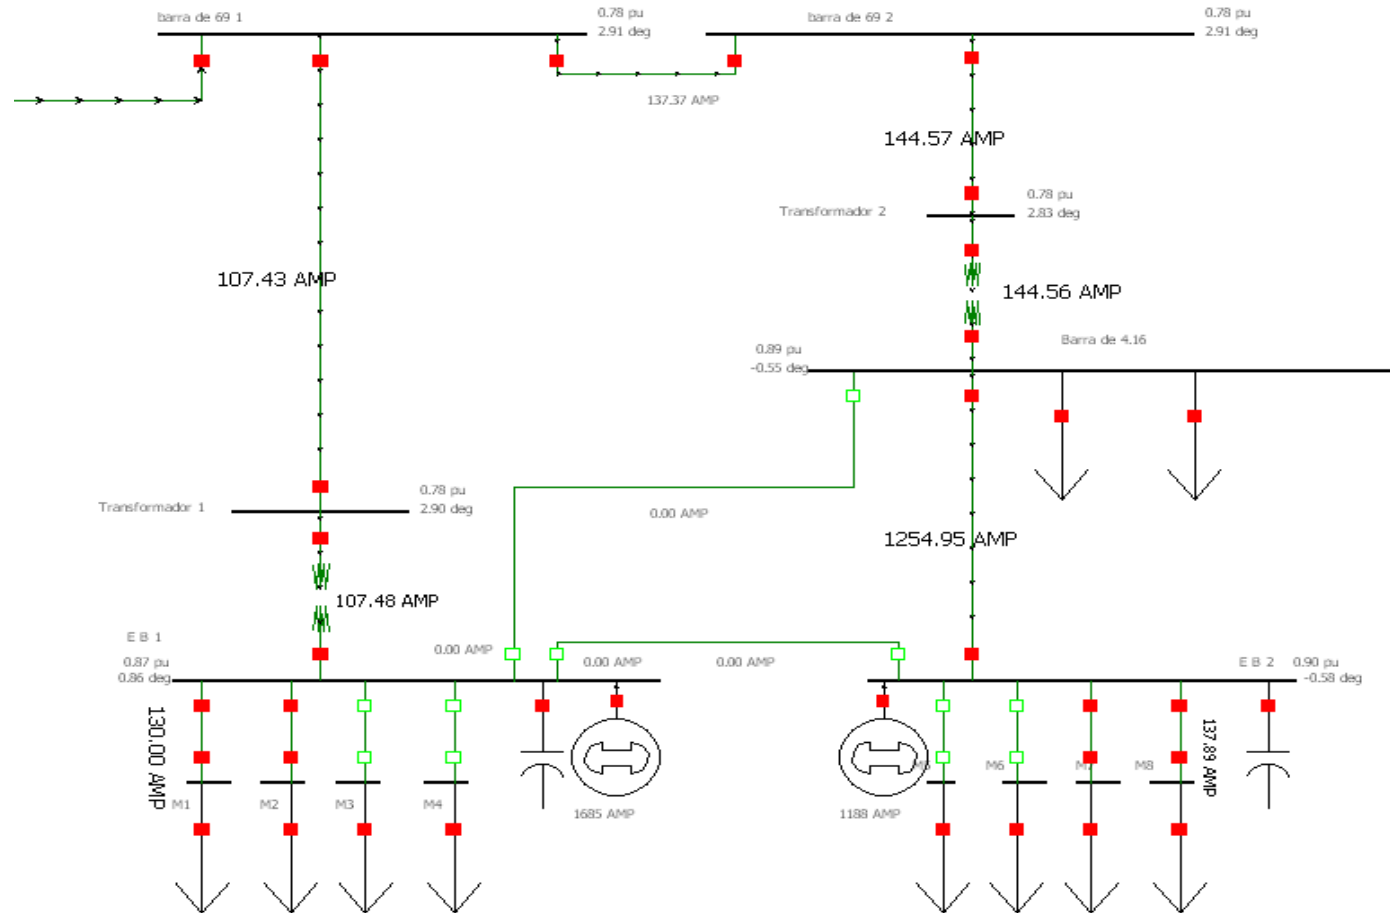 barra de 69 1
0.78 pu
2.91 deg
barra de 69 2
0.78 pu
2.91 deg
137.37 AMP
144.57 AMP
Transformador 2
0.78 pu
2.83 deg
107.43 AMP
144.56 AMP
Barra de 4.16
0.89 pu
-0.55 deg
Transformador 1
0.78 pu
2.90 deg
0.00 AMP
1254.95 AMP
107.48 AMP
E B 1
0.87 pu
0.86 deg
0.00 AMP
0.00 AMP
0.00 AMP
E B 2
0.90 pu
-0.58 deg
130.00 AMP
137.89 AMP
M1
M2
M3
M4
1685 AMP
1188 AMP
M5
M6
M7
M8